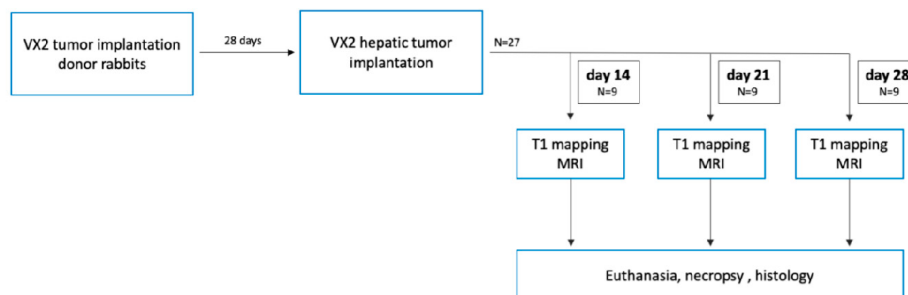 VX2 tumor implantation
donor rabbits
28 days
VX2 hepatic tumor
implantation
N=27
day 14
N=9
day 21
N=9
day 28
N=9
T1 mapping
MRI
T1 mapping
MRI
T1 mapping
MRI
Euthanasia, necropsy , histology